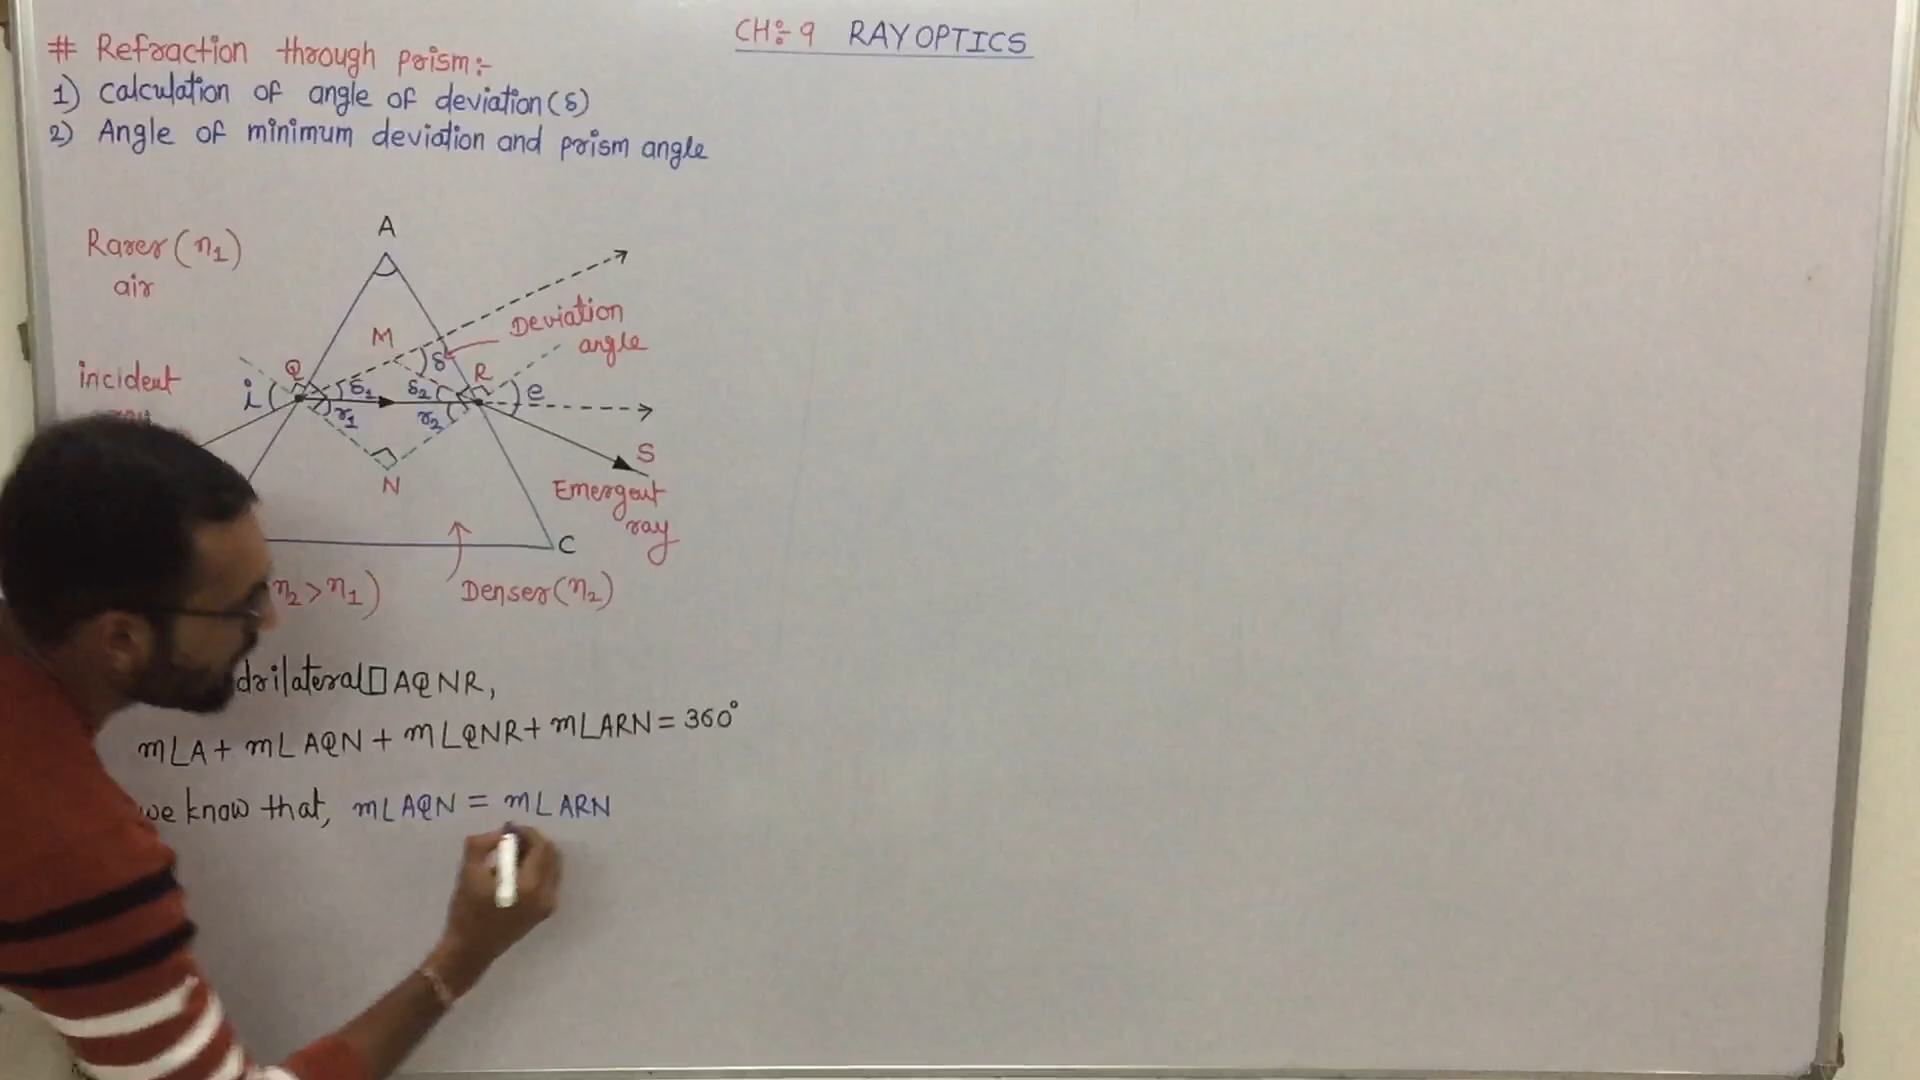 CH:- 9 RAY OPTICS
# Refraction through prism:-
1) Calculation of angle of deviation (δ)
2) Angle of minimum deviation and prism angle
A
Rarer (n1)
air
Deviation
angle
M
δ
Q
R
incident
i
δ1
δ2
e
r1
r2
S
N
Emergent
ray
C
n2 > n1)
Denser (n2)
drilateral □ AQNR,
m∠A + m∠AQN + m∠QNR + m∠ARN = 360°
we know that, m∠AQN = m∠ARN